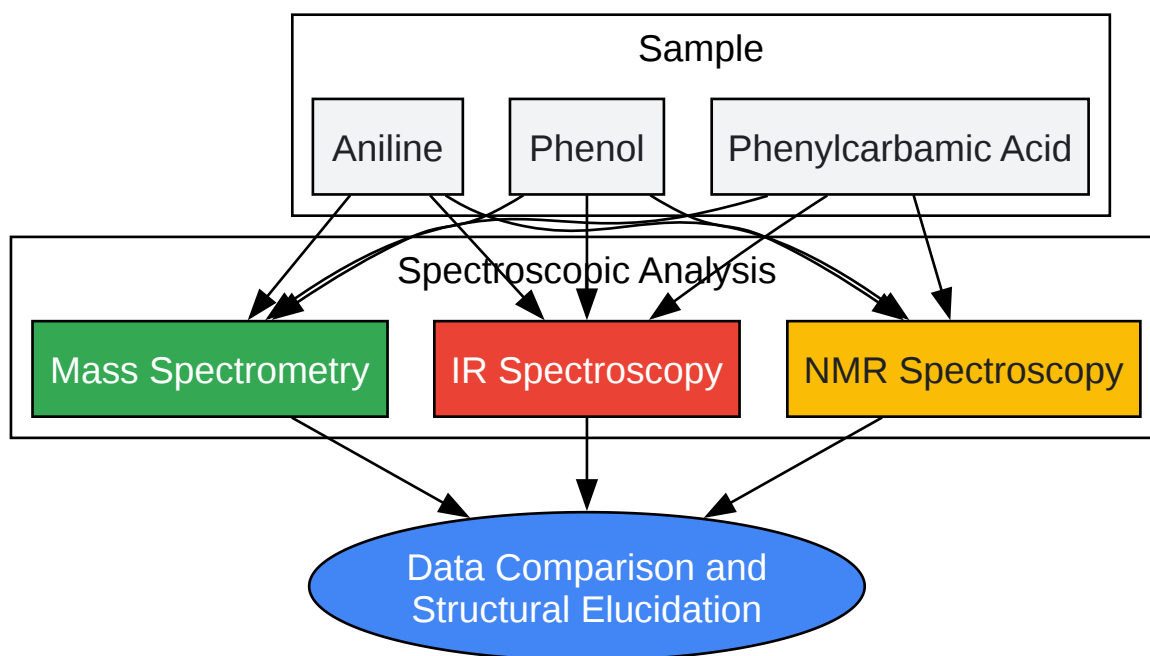 Sample
Aniline
Phenol
Phenylcarbamic Acid
Spectroscopic Analysis
Mass Spectrometry
IR Spectroscopy
NMR Spectroscopy
Data Comparison and
Structural Elucidation